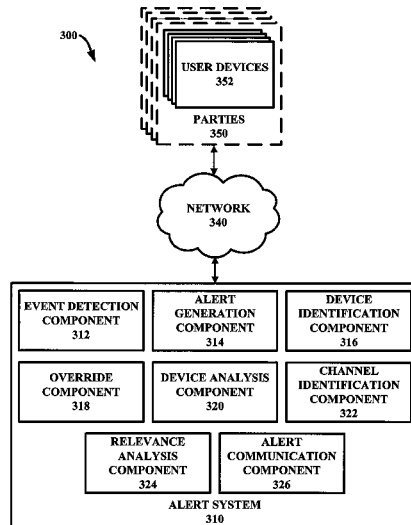 300
USER DEVICES
352
PARTIES
350
NETWORK
340
EVENT DETECTION
COMPONENT
312
ALERT
GENERATION
COMPONENT
314
DEVICE
IDENTIFICATION
COMPONENT
316
OVERRIDE
COMPONENT
318
DEVICE ANALYSIS
COMPONENT
320
CHANNEL
IDENTIFICATION
COMPONENT
322
RELEVANCE
ANALYSIS
COMPONENT
324
ALERT
COMMUNICATION
COMPONENT
326
ALERT SYSTEM
310